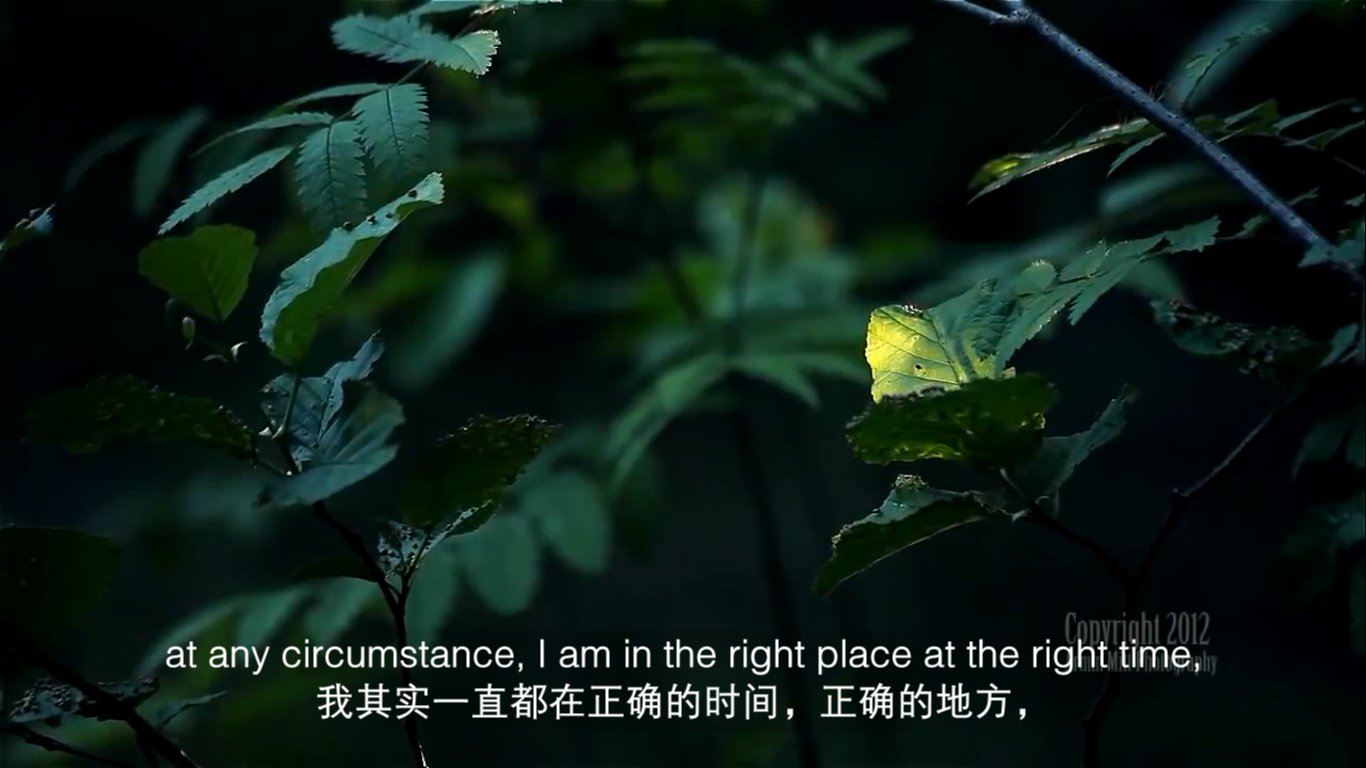 Copyright 2012
at any circumstance, I am in the right place at the right time,
我其实一直都在正确的时间，正确的地方，